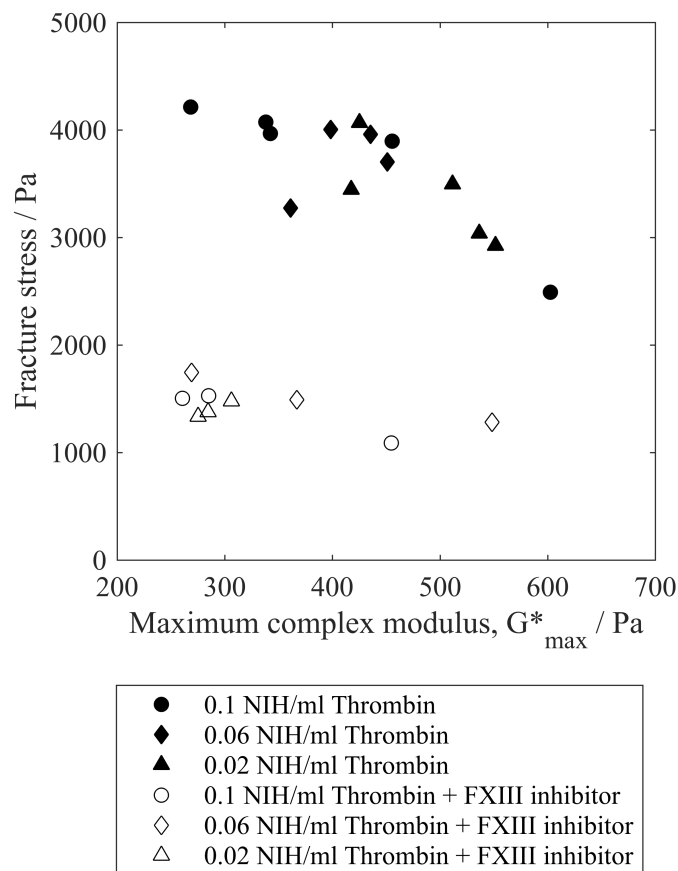 5000
4000
3000
2000
1000
0
Fracture stress / Pa
200 300 400 500 600 700
Maximum complex modulus, G*max / Pa
0.1 NIH/ml Thrombin
0.06 NIH/ml Thrombin
0.02 NIH/ml Thrombin
0.1 NIH/ml Thrombin + FXIII inhibitor
0.06 NIH/ml Thrombin + FXIII inhibitor
0.02 NIH/ml Thrombin + FXIII inhibitor